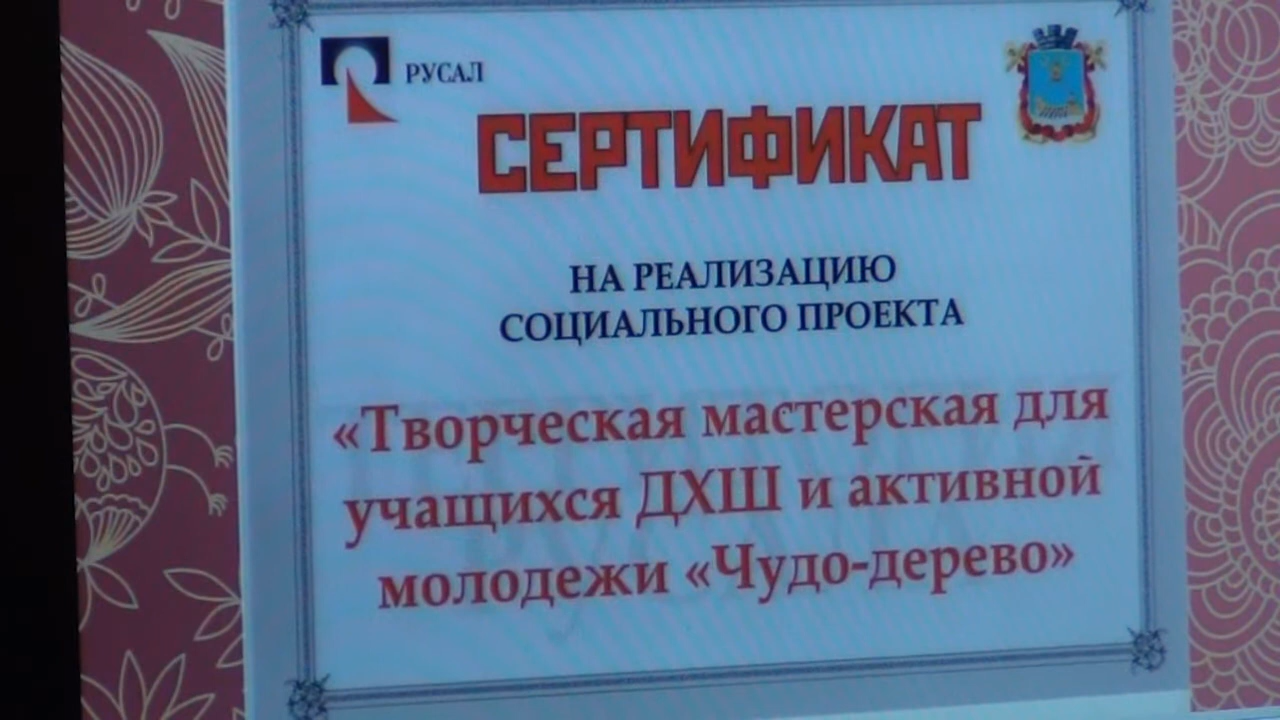 РУСАЛ
СЕРТИФИКАТ
НА РЕАЛИЗАЦИЮ
СОЦИАЛЬНОГО ПРОЕКТА
«Творческая мастерская для
учащихся ДХШ и активной
молодежи «Чудо-дерево»